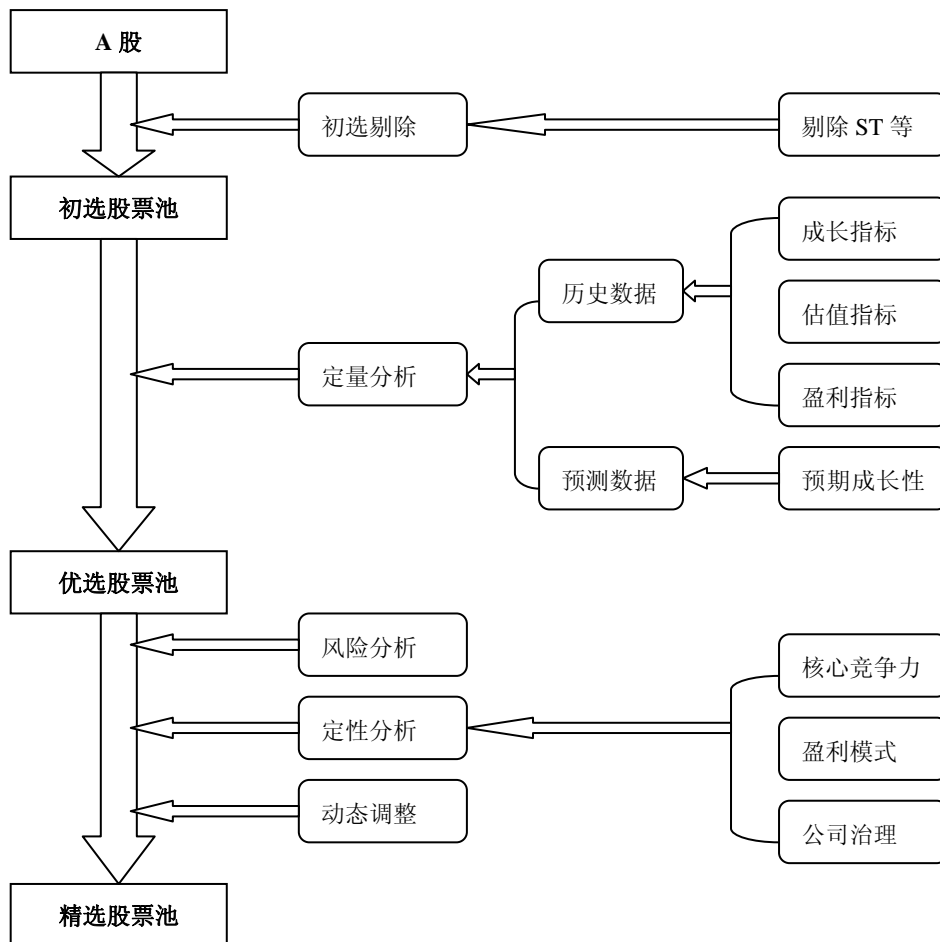 A 股
初选剔除
剔除 ST 等
初选股票池
成长指标
历史数据
估值指标
定量分析
盈利指标
预测数据
预期成长性
优选股票池
风险分析
核心竞争力
定性分析
盈利模式
动态调整
公司治理
精选股票池